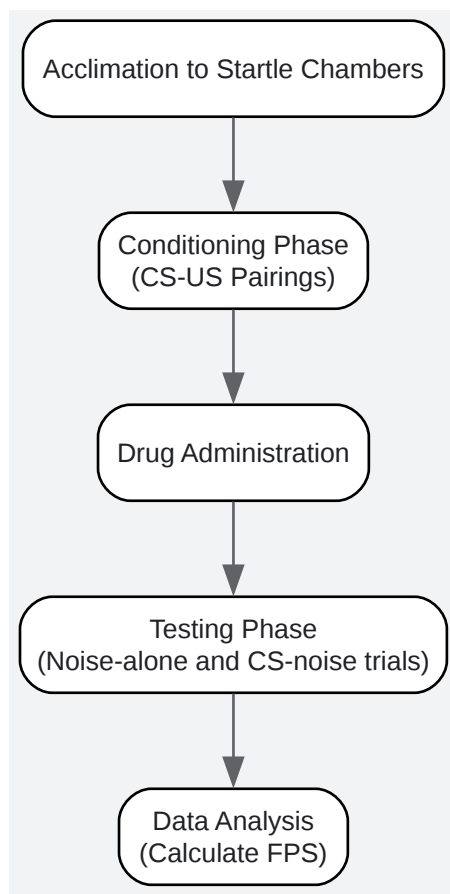 Acclimation to Startle Chambers
Conditioning Phase
(CS-US Pairings)
Drug Administration
Testing Phase
(Noise-alone and CS-noise trials)
Data Analysis
(Calculate FPS)